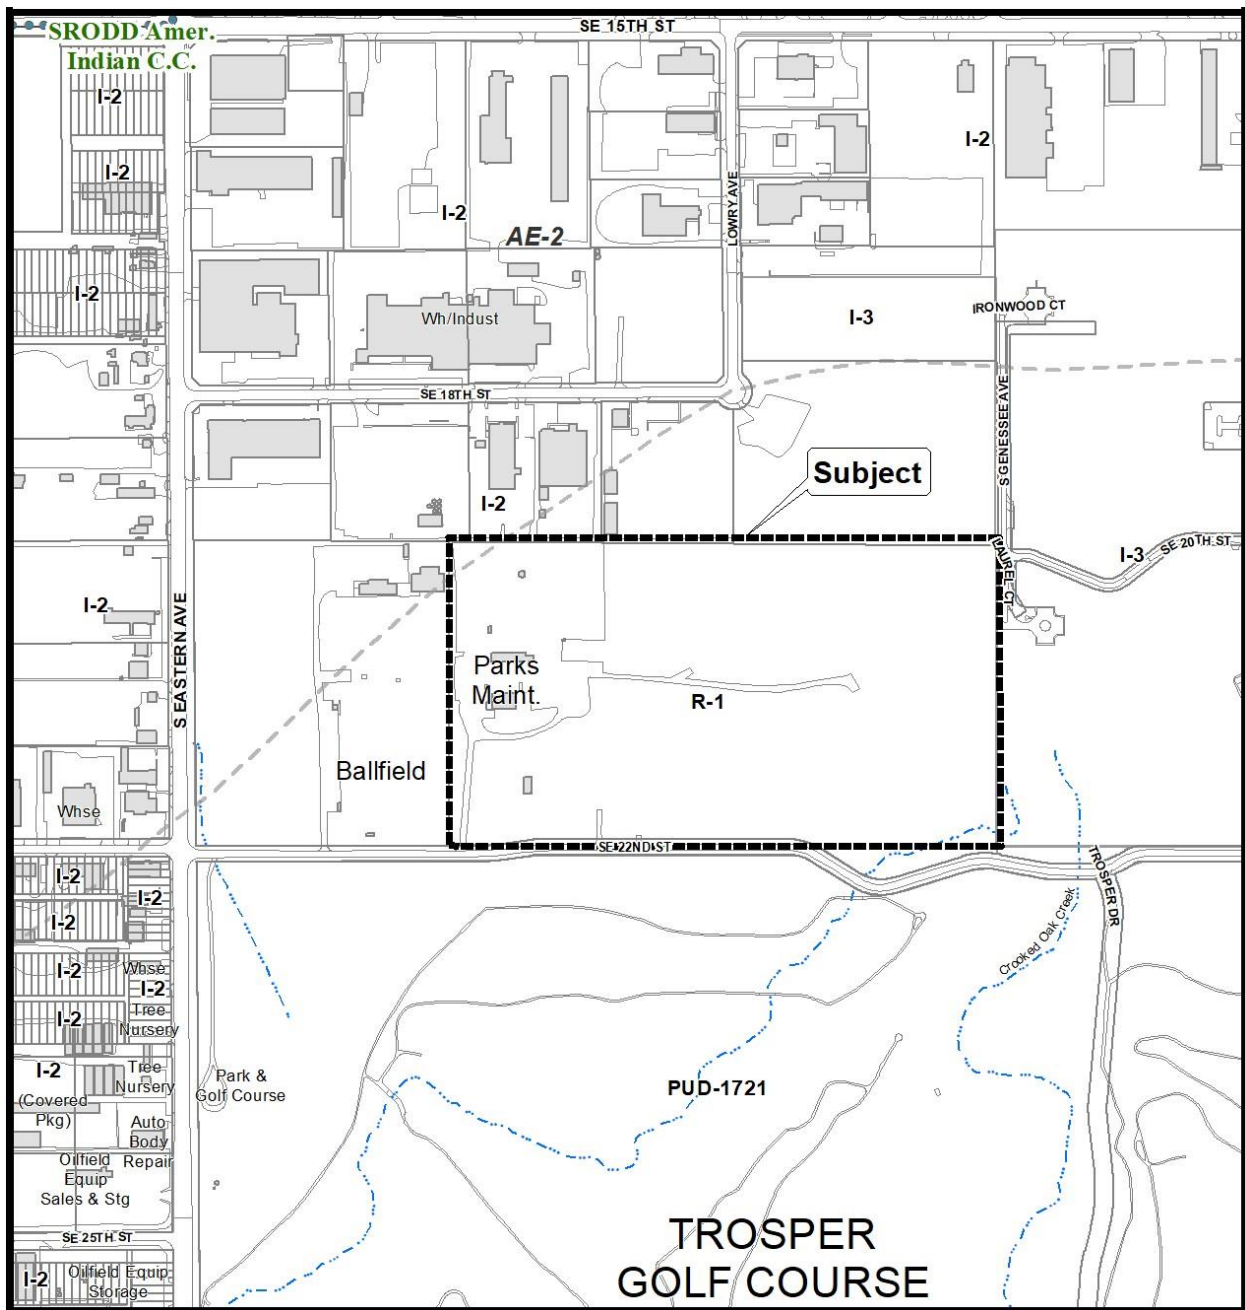 SRODD Amer.
Indian C.C.
SE 15TH ST
I-2
I-2
I-2
LOWRY AVE
I-2
AE-2
I-2
I-3
IRONWOOD CT
Wh/Indust
SE 18TH ST
S GENESSEE AVE
Subject
I-2
LAUREL CT
I-3
SE 20TH ST
I-2
S EASTERN AVE
Parks
Maint.
R-1
Ballfield
Whse
SE 22ND ST
TROSPER DR
I-2
I-2
I-2
Crooked Oak Creek
I-2
Whse
I-2
I-2
Tree
Nursery
I-2
Tree
Nursery
Park &
Golf Course
PUD-1721
(Covered
Pkg)
Auto
Body
Repair
Oilfield
Equip
Sales & Stg
TROSPER
GOLF COURSE
SE 25TH ST
I-2
Oilfield Equip
Storage